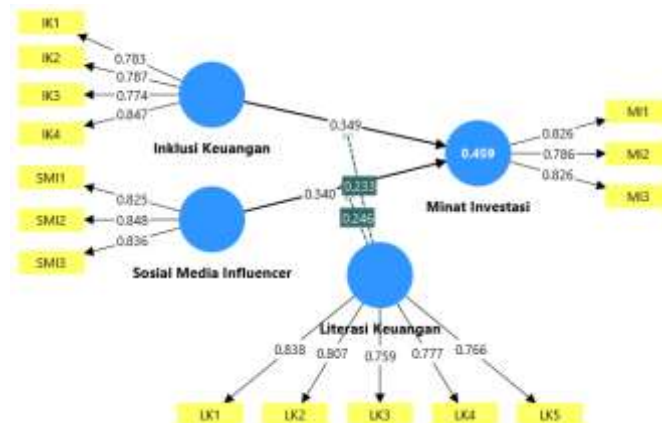 IK1
IK2
IK3
IK4
0.783
0.787
0.774
0.847
Inklusi Keuangan
0.349
SMI1
SMI2
SMI3
0.825
0.848
0.836
Sosial Media Influencer
0.340
0.233
0.246
0.459
Minat Investasi
0.826
0.786
0.826
MI1
MI2
MI3
Literasi Keuangan
0.838
0.807
0.759
0.777
0.766
LK1
LK2
LK3
LK4
LK5